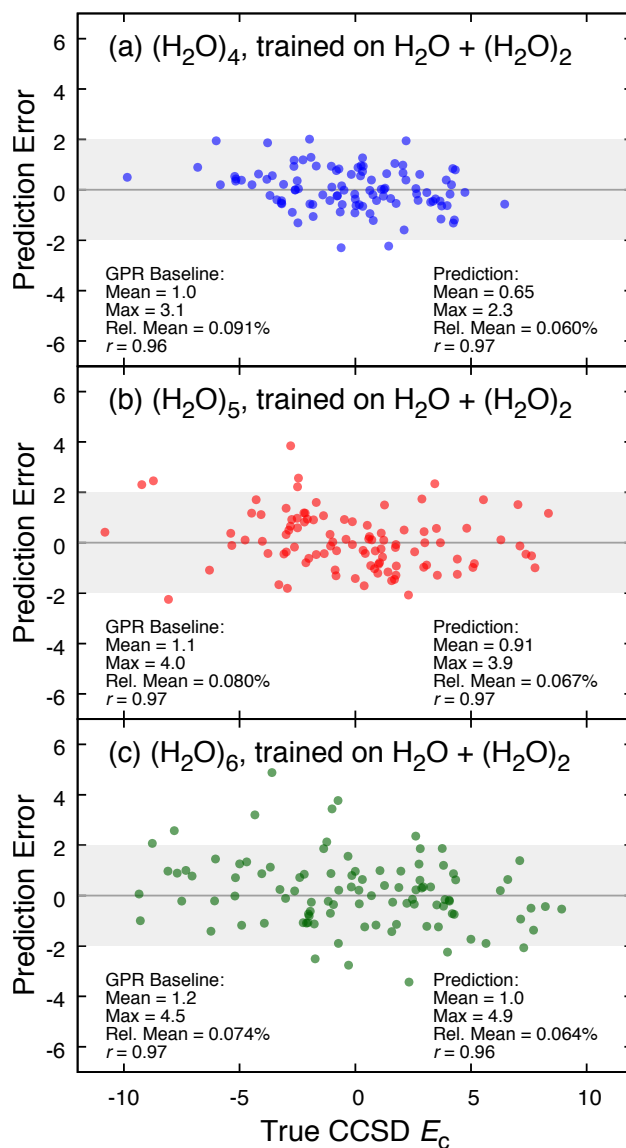 (a) (H₂O)₄, trained on H₂O + (H₂O)₂
6
4
2
0
-2
-4
-6
Prediction Error
GPR Baseline:
Mean = 1.0
Max = 3.1
Rel. Mean = 0.091%
r = 0.96
Prediction:
Mean = 0.65
Max = 2.3
Rel. Mean = 0.060%
r = 0.97
(b) (H₂O)₅, trained on H₂O + (H₂O)₂
6
4
2
0
-2
-4
-6
Prediction Error
GPR Baseline:
Mean = 1.1
Max = 4.0
Rel. Mean = 0.080%
r = 0.97
Prediction:
Mean = 0.91
Max = 3.9
Rel. Mean = 0.067%
r = 0.97
(c) (H₂O)₆, trained on H₂O + (H₂O)₂
6
4
2
0
-2
-4
-6
Prediction Error
GPR Baseline:
Mean = 1.2
Max = 4.5
Rel. Mean = 0.074%
r = 0.97
Prediction:
Mean = 1.0
Max = 4.9
Rel. Mean = 0.064%
r = 0.96
-10 -5 0 5 10
True CCSD E_c